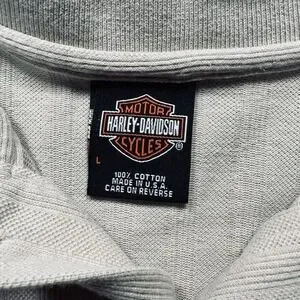 MOTOR
HARLEY-DAVIDSON
CYCLES
®
L
100% COTTON
MADE IN U.S.A.
CARE ON REVERSE